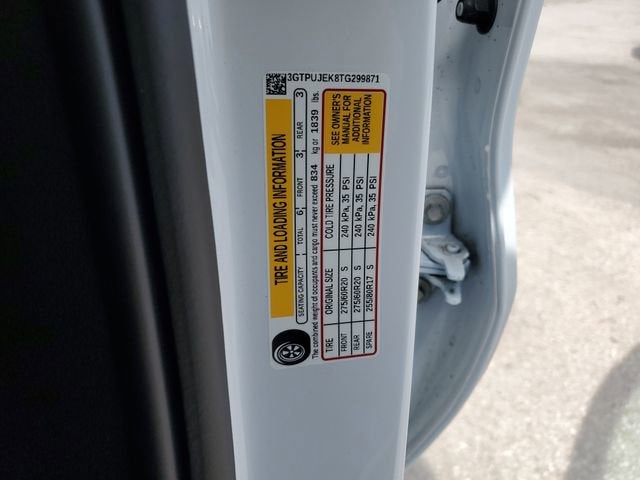 3GTPUJEK8TG299871
TIRE AND LOADING INFORMATION
SEATING CAPACITY TOTAL 6 FRONT 3 REAR 3
The combined weight of occupants and cargo must never exceed 834 kg or 1839 lbs.
TIRE ORIGINAL SIZE COLD TIRE PRESSURE
FRONT 275/60R20 S 240 kPa, 35 PSI
REAR 275/60R20 S 240 kPa, 35 PSI
SPARE 255/80R17 S 240 kPa, 35 PSI
SEE OWNER'S
MANUAL FOR
ADDITIONAL
INFORMATION